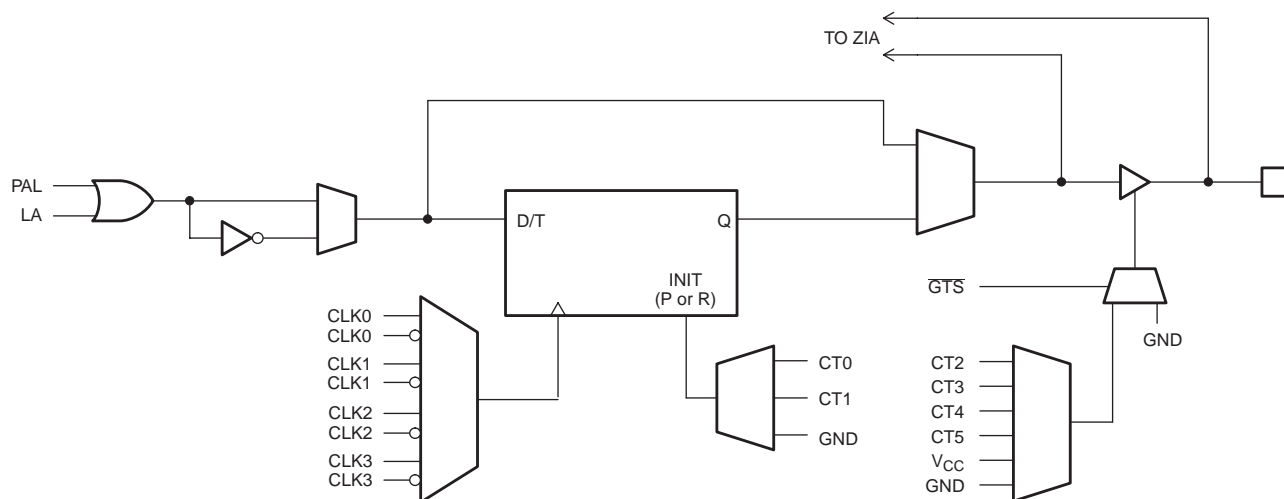 TO ZIA
PAL
LA
D/T
Q
INIT
(P or R)
GTS
GND
CLK0
CLK0
CLK1
CLK1
CLK2
CLK2
CLK3
CLK3
CT0
CT1
GND
CT2
CT3
CT4
CT5
VCC
GND